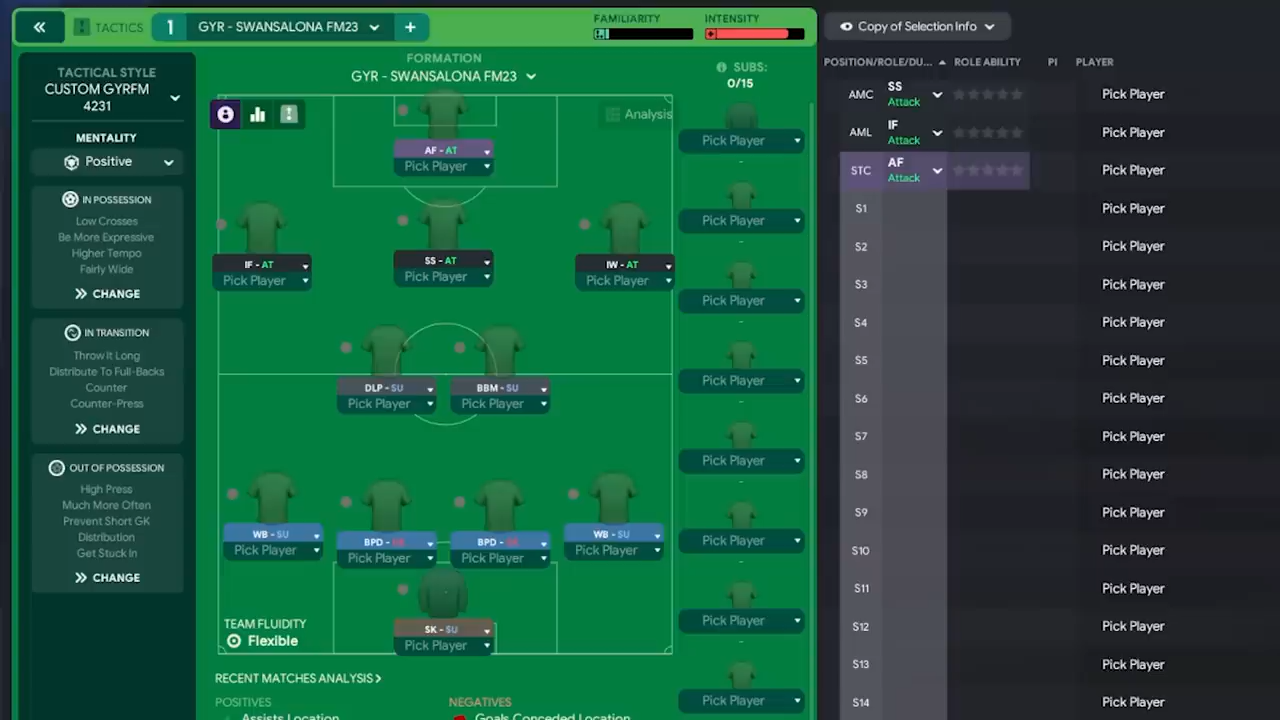 TACTICS
1
GYR - SWANSALONA FM23
+
FAMILIARITY
INTENSITY
TACTICAL STYLE
CUSTOM GYRFM
4231
MENTALITY
Positive
IN POSSESSION
Low Crosses
Be More Expressive
Higher Tempo
Fairly Wide
CHANGE
IN TRANSITION
Throw It Long
Distribute To Full-Backs
Counter
Counter-Press
CHANGE
OUT OF POSSESSION
High Press
Much More Often
Prevent Short GK
Distribution
Get Stuck In
CHANGE
FORMATION
GYR - SWANSALONA FM23
Analysis
AF - AT
Pick Player
IF - AT
Pick Player
SS - AT
Pick Player
IW - AT
Pick Player
DLP - SU
Pick Player
BBM - SU
Pick Player
WB - SU
Pick Player
BPD - DE
Pick Player
BPD - DE
Pick Player
WB - SU
Pick Player
SK - SU
Pick Player
TEAM FLUIDITY
Flexible
RECENT MATCHES ANALYSIS >
POSITIVES
Assists Location
NEGATIVES
Goals Conceded Location
SUBS:
0/15
Pick Player
-
Pick Player
-
Pick Player
-
Pick Player
-
Pick Player
-
Pick Player
-
Pick Player
-
Pick Player
Copy of Selection Info
POSITION/ROLE/DU... ROLE ABILITY PI PLAYER
AMC SS Attack Pick Player
AML IF Attack Pick Player
STC AF Attack Pick Player
S1 Pick Player
S2 Pick Player
S3 Pick Player
S4 Pick Player
S5 Pick Player
S6 Pick Player
S7 Pick Player
S8 Pick Player
S9 Pick Player
S10 Pick Player
S11 Pick Player
S12 Pick Player
S13 Pick Player
S14 Pick Player